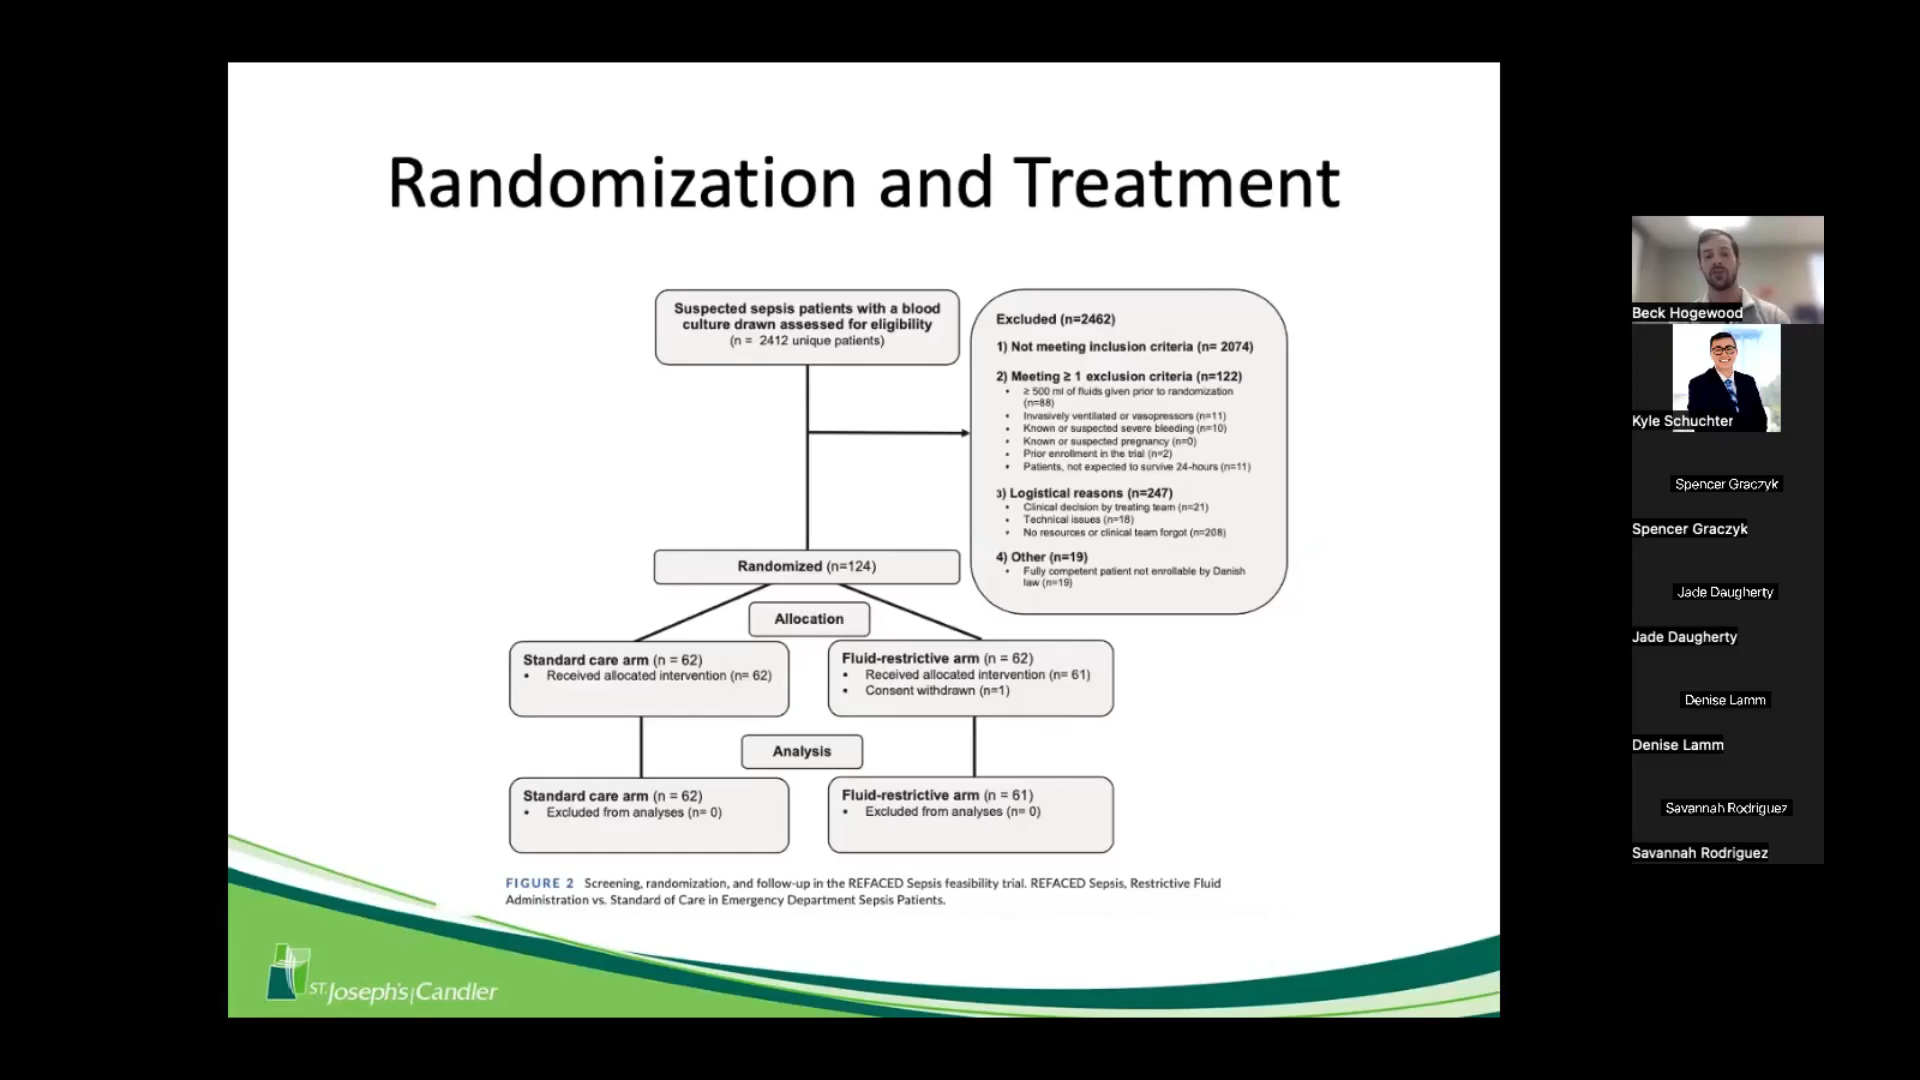 Randomization and Treatment
Suspected sepsis patients with a blood
culture drawn assessed for eligibility
(n = 2412 unique patients)
Excluded (n=2462)
1) Not meeting inclusion criteria (n= 2074)
2) Meeting ≥ 1 exclusion criteria (n=122)
• ≥ 500 ml of fluids given prior to randomization
(n=88)
• Invasively ventilated or vasopressors (n=11)
• Known or suspected severe bleeding (n=10)
• Known or suspected pregnancy (n=0)
• Prior enrollment in the trial (n=2)
• Patients, not expected to survive 24-hours (n=11)
3) Logistical reasons (n=247)
• Clinical decision by treating team (n=21)
• Technical issues (n=18)
• No resources or clinical team forgot (n=208)
4) Other (n=19)
• Fully competent patient not enrollable by Danish
law (n=19)
Randomized (n=124)
Allocation
Standard care arm (n = 62)
• Received allocated intervention (n= 62)
Fluid-restrictive arm (n = 62)
• Received allocated intervention (n= 61)
• Consent withdrawn (n=1)
Analysis
Standard care arm (n = 62)
• Excluded from analyses (n= 0)
Fluid-restrictive arm (n = 61)
• Excluded from analyses (n= 0)
FIGURE 2 Screening, randomization, and follow-up in the REFACED Sepsis feasibility trial. REFACED Sepsis, Restrictive Fluid
Administration vs. Standard of Care in Emergency Department Sepsis Patients.
ST. Joseph's|Candler
Beck Hogewood
Kyle Schuchter
Spencer Graczyk
Spencer Graczyk
Jade Daugherty
Jade Daugherty
Denise Lamm
Denise Lamm
Savannah Rodriguez
Savannah Rodriguez